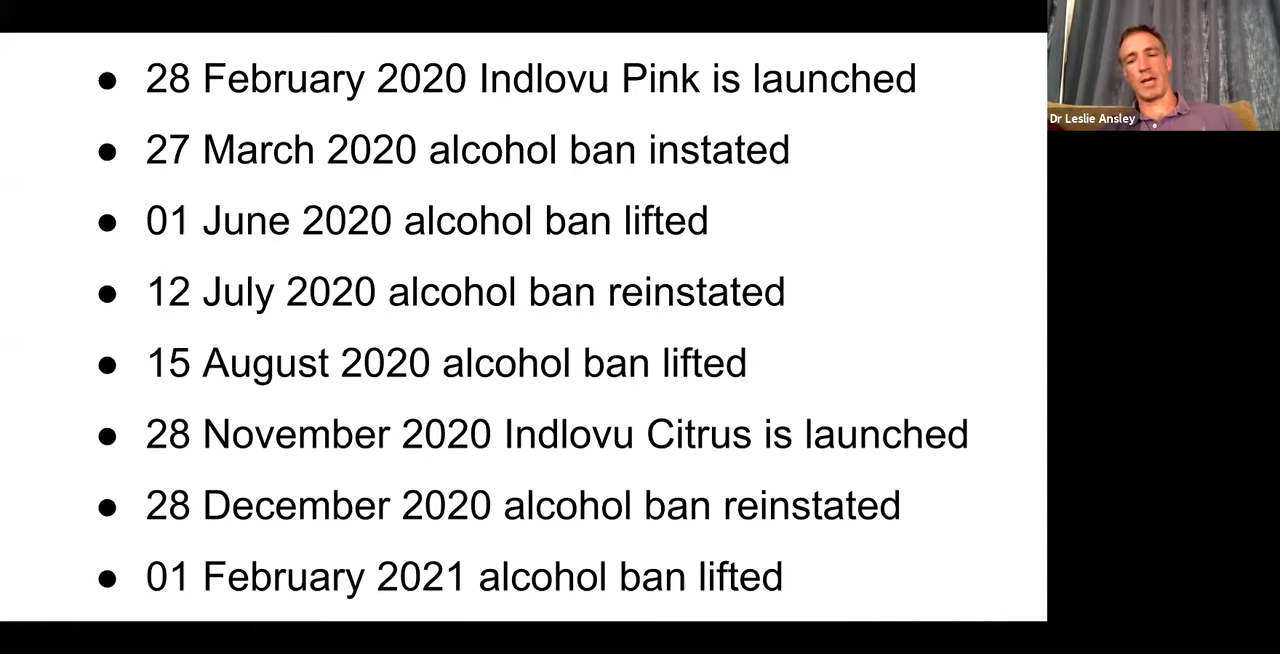 ● 28 February 2020 Indlovu Pink is launched
● 27 March 2020 alcohol ban instated
● 01 June 2020 alcohol ban lifted
● 12 July 2020 alcohol ban reinstated
● 15 August 2020 alcohol ban lifted
● 28 November 2020 Indlovu Citrus is launched
● 28 December 2020 alcohol ban reinstated
● 01 February 2021 alcohol ban lifted
Dr Leslie Ansley